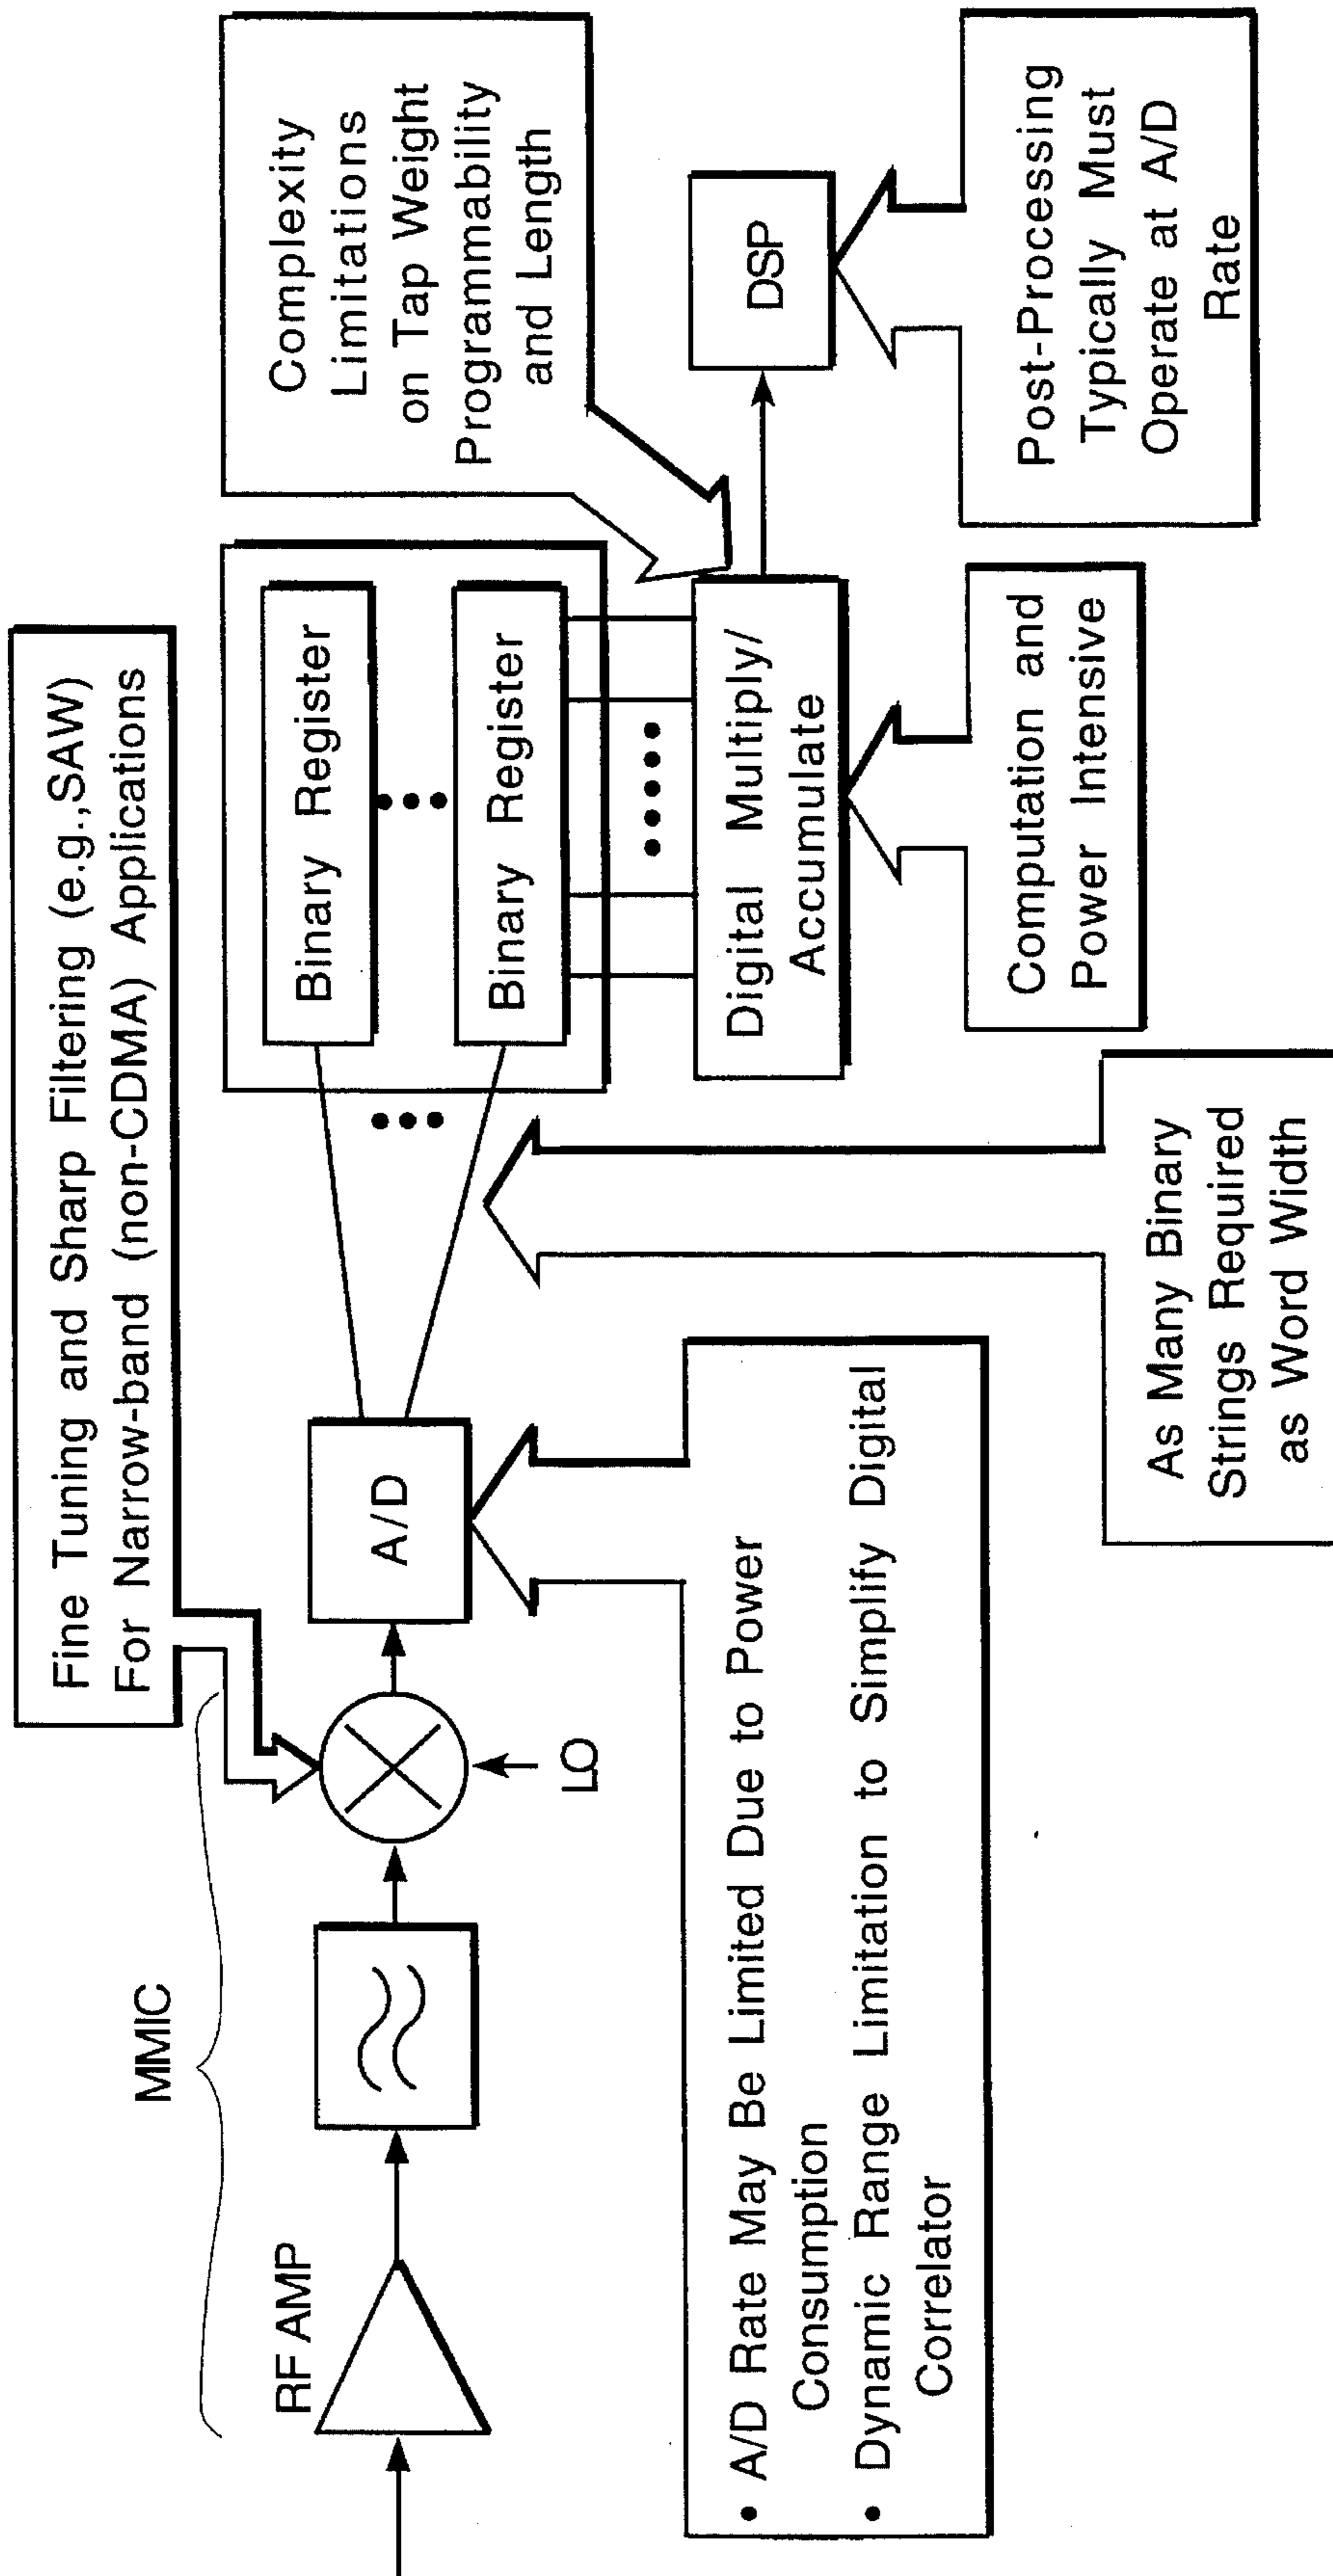 Fine Tuning and Sharp Filtering (e.g.,SAW)
For Narrow-band (non-CDMA) Applications
MMIC
RF AMP
LO
A/D
Binary Register
Binary Register
Digital Multiply/
Accumulate
DSP
Complexity
Limitations
on Tap Weight
Programmability
and Length
• A/D Rate May Be Limited Due to Power
Consumption
• Dynamic Range Limitation to Simplify Digital
Correlator
As Many Binary
Strings Required
as Word Width
Computation and
Power Intensive
Post-Processing
Typically Must
Operate at A/D
Rate